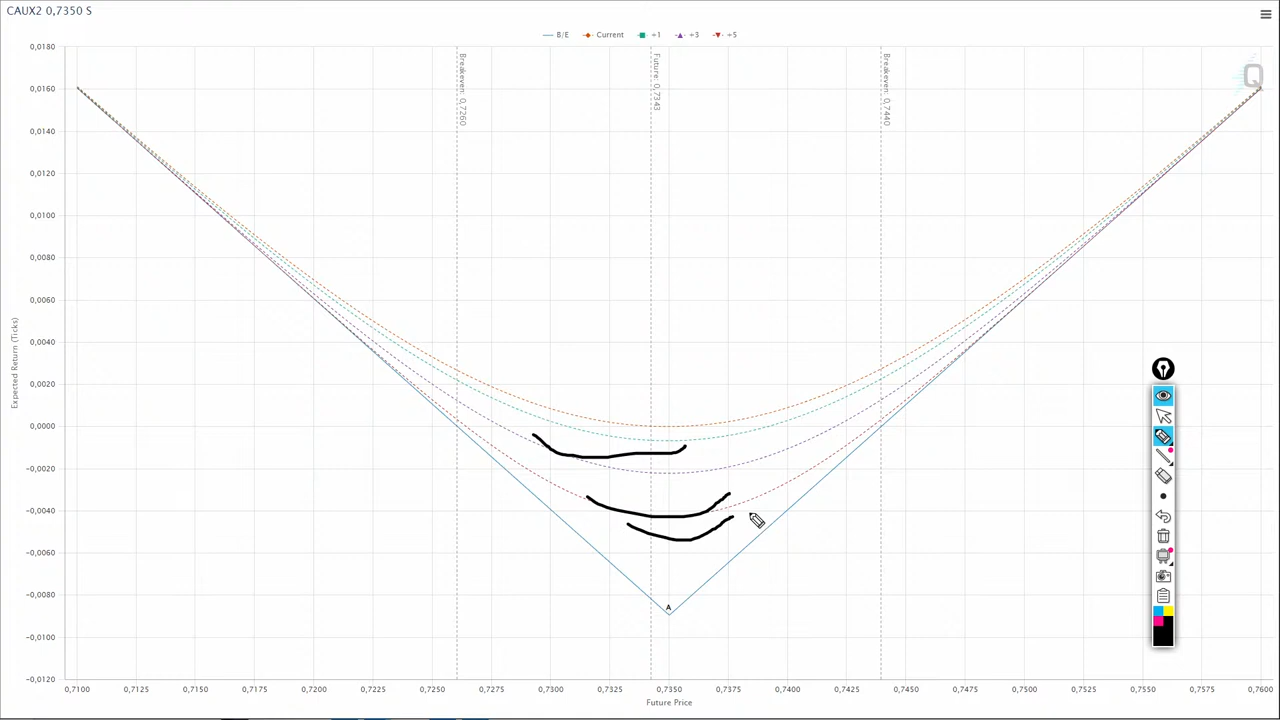 CAUX2 0,7350 S
B/E Current +1 +3 +5
0,0180
0,0160
0,0140
0,0120
0,0100
0,0080
0,0060
0,0040
0,0020
0,0000
−0,0020
−0,0040
−0,0060
−0,0080
−0,0100
−0,0120
Expected Return (Ticks)
Breakeven: 0,7260
Future: 0,7343
Breakeven: 0,7440
Q
A
0,7100 0,7125 0,7150 0,7175 0,7200 0,7225 0,7250 0,7275 0,7300 0,7325 0,7350 0,7375 0,7400 0,7425 0,7450 0,7475 0,7500 0,7525 0,7550 0,7575 0,7600
Future Price